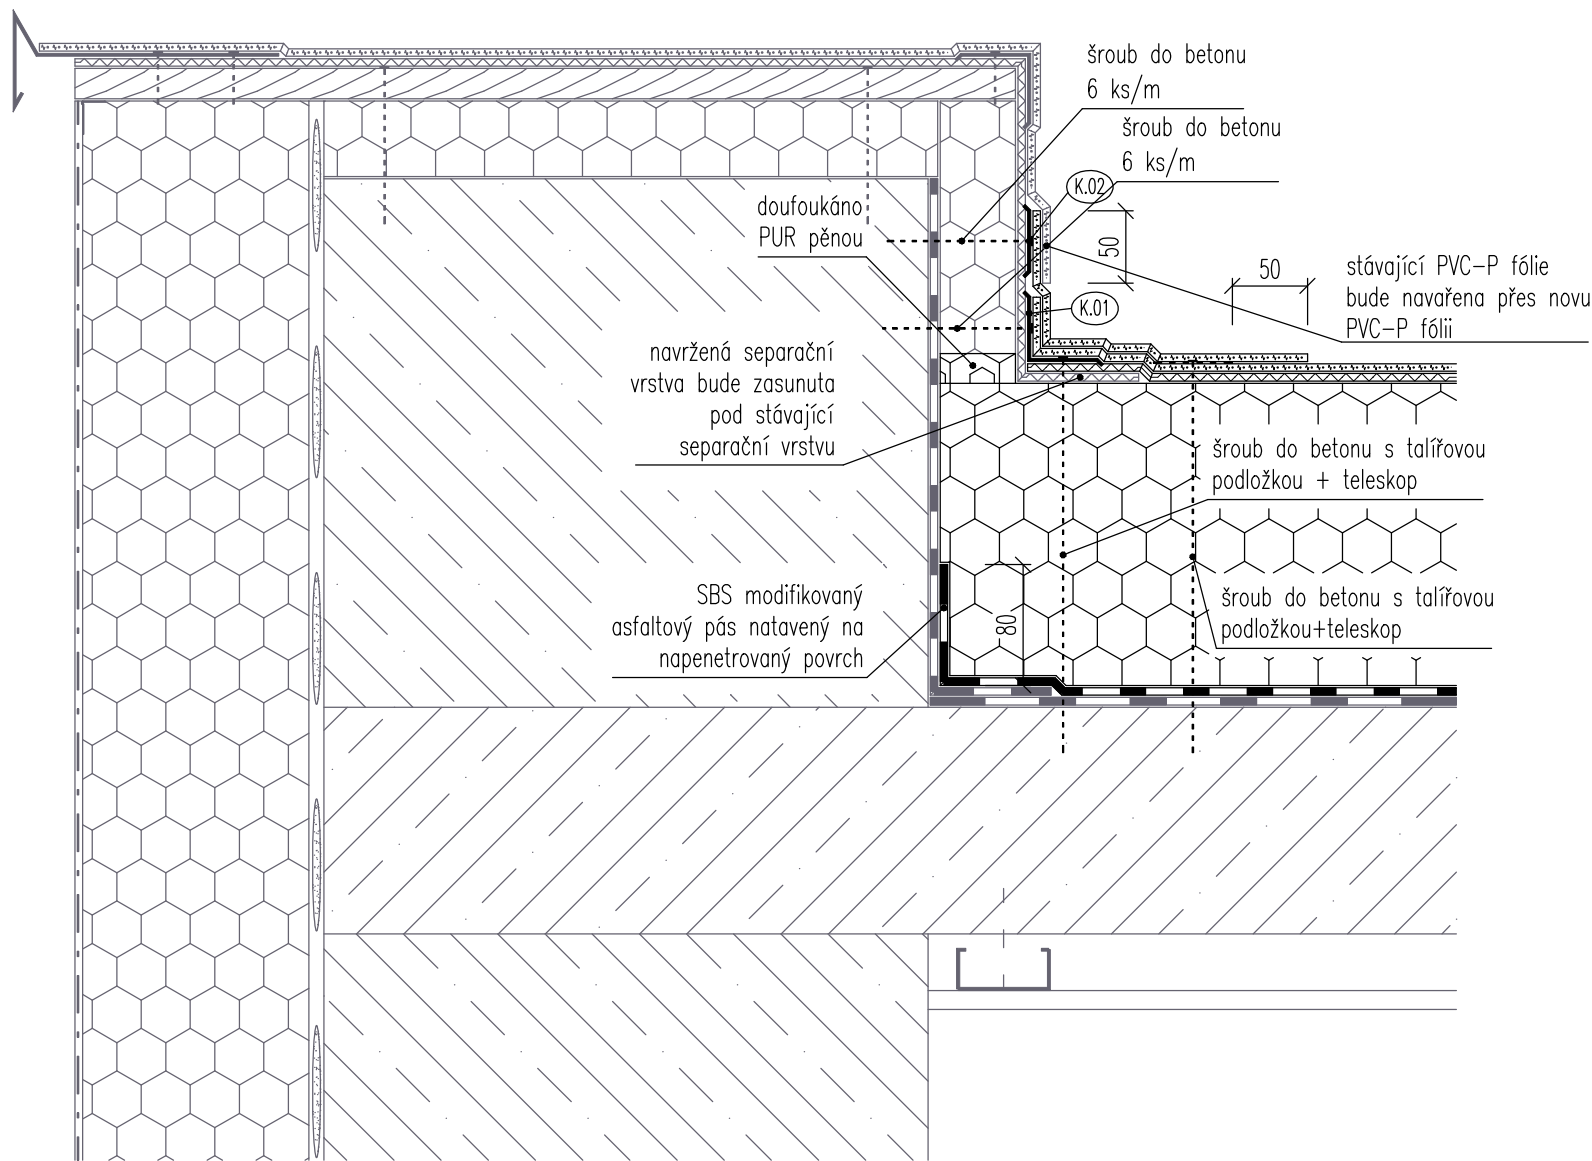 šroub do betonu
6 ks/m
šroub do betonu
6 ks/m
K.02
doufoukáno
PUR pěnou
50
50
stávající PVC-P fólie
bude navařena přes novu
PVC-P fólii
K.01
navržená separační
vrstva bude zasunuta
pod stávající
separační vrstvu
šroub do betonu s talířovou
podložkou + teleskop
SBS modifikovaný
asfaltový pás natavený na
napenetrovaný povrch
80
šroub do betonu s talířovou
podložkou+teleskop